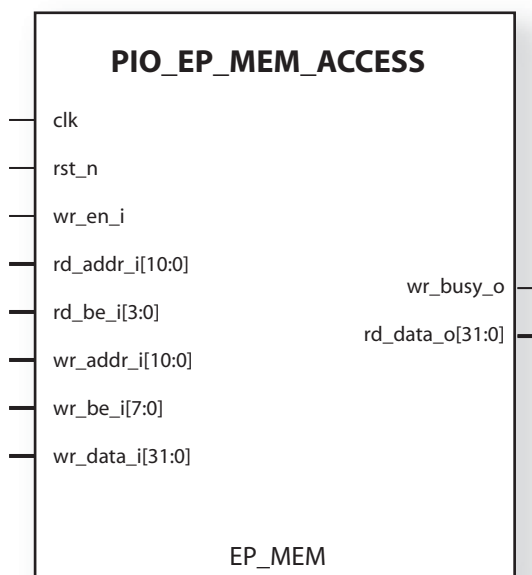 PIO_EP_MEM_ACCESS
clk
rst_n
wr_en_i
rd_addr_i[10:0]
rd_be_i[3:0]
wr_addr_i[10:0]
wr_be_i[7:0]
wr_data_i[31:0]
wr_busy_o
rd_data_o[31:0]
EP_MEM